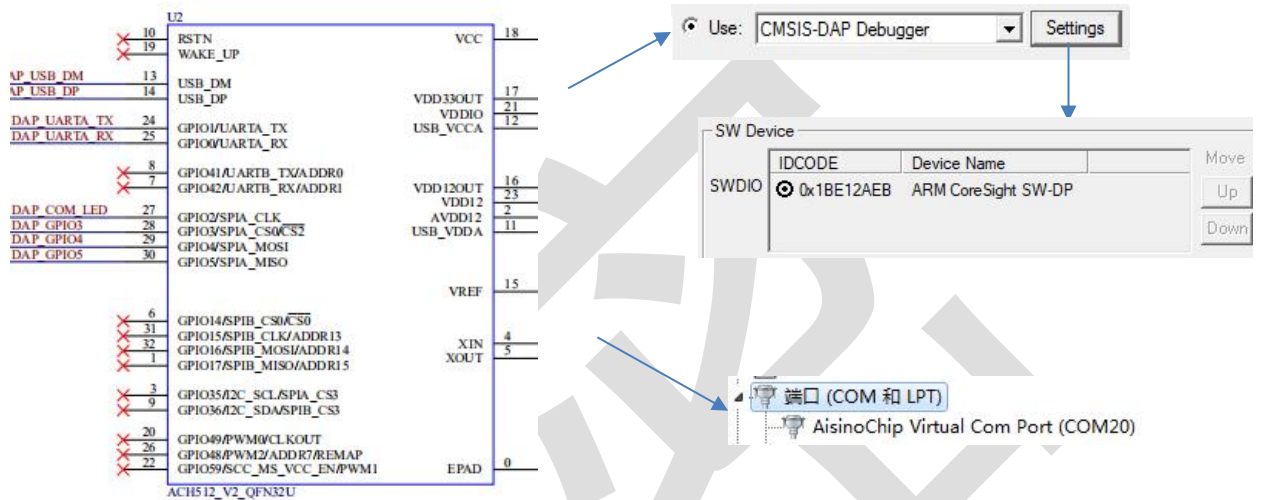 U2
10 RSTN
19 WAKE_UP
AP_USB_DM 13 USB_DM
AP_USB_DP 14 USB_DP
DAP_UARTA_TX 24 GPIO1/UARTA_TX
DAP_UARTA_RX 25 GPIO0/UARTA_RX
8 GPIO41/UARTB_TX/ADDR0
7 GPIO42/UARTB_RX/ADDR1
DAP_COM_LED 27 GPIO2/SPIA_CLK
DAP_GPIO3 28 GPIO3/SPIA_CS0/CS2
DAP_GPIO4 29 GPIO4/SPIA_MOSI
DAP_GPIO5 30 GPIO5/SPIA_MISO
6 GPIO14/SPIB_CS0/CS0
31 GPIO15/SPIB_CLK/ADDR13
32 GPIO16/SPIB_MOSI/ADDR14
1 GPIO17/SPIB_MISO/ADDR15
3 GPIO35/I2C_SCL/SPIA_CS3
9 GPIO36/I2C_SDA/SPIB_CS3
20 GPIO49/PWM0/CLKOUT
26 GPIO48/PWM2/ADDR7/REMAP
22 GPIO59/SCC_MS_VCC_EN/PWM1
VCC 18
VDD33OUT 17
VDDIO 21
USB_VCCA 12
VDD12OUT 16
VDD12 23
AVDD12 2
USB_VDDA 11
VREF 15
XIN 4
XOUT 5
EPAD 0
ACH512_V2_QFN32U
Use: CMSIS-DAP Debugger Settings
SW Device
IDCODE Device Name Move
SWDIO 0x1BE12AEB ARM CoreSight SW-DP Up
Down
端口 (COM 和 LPT)
AisinoChip Virtual Com Port (COM20)